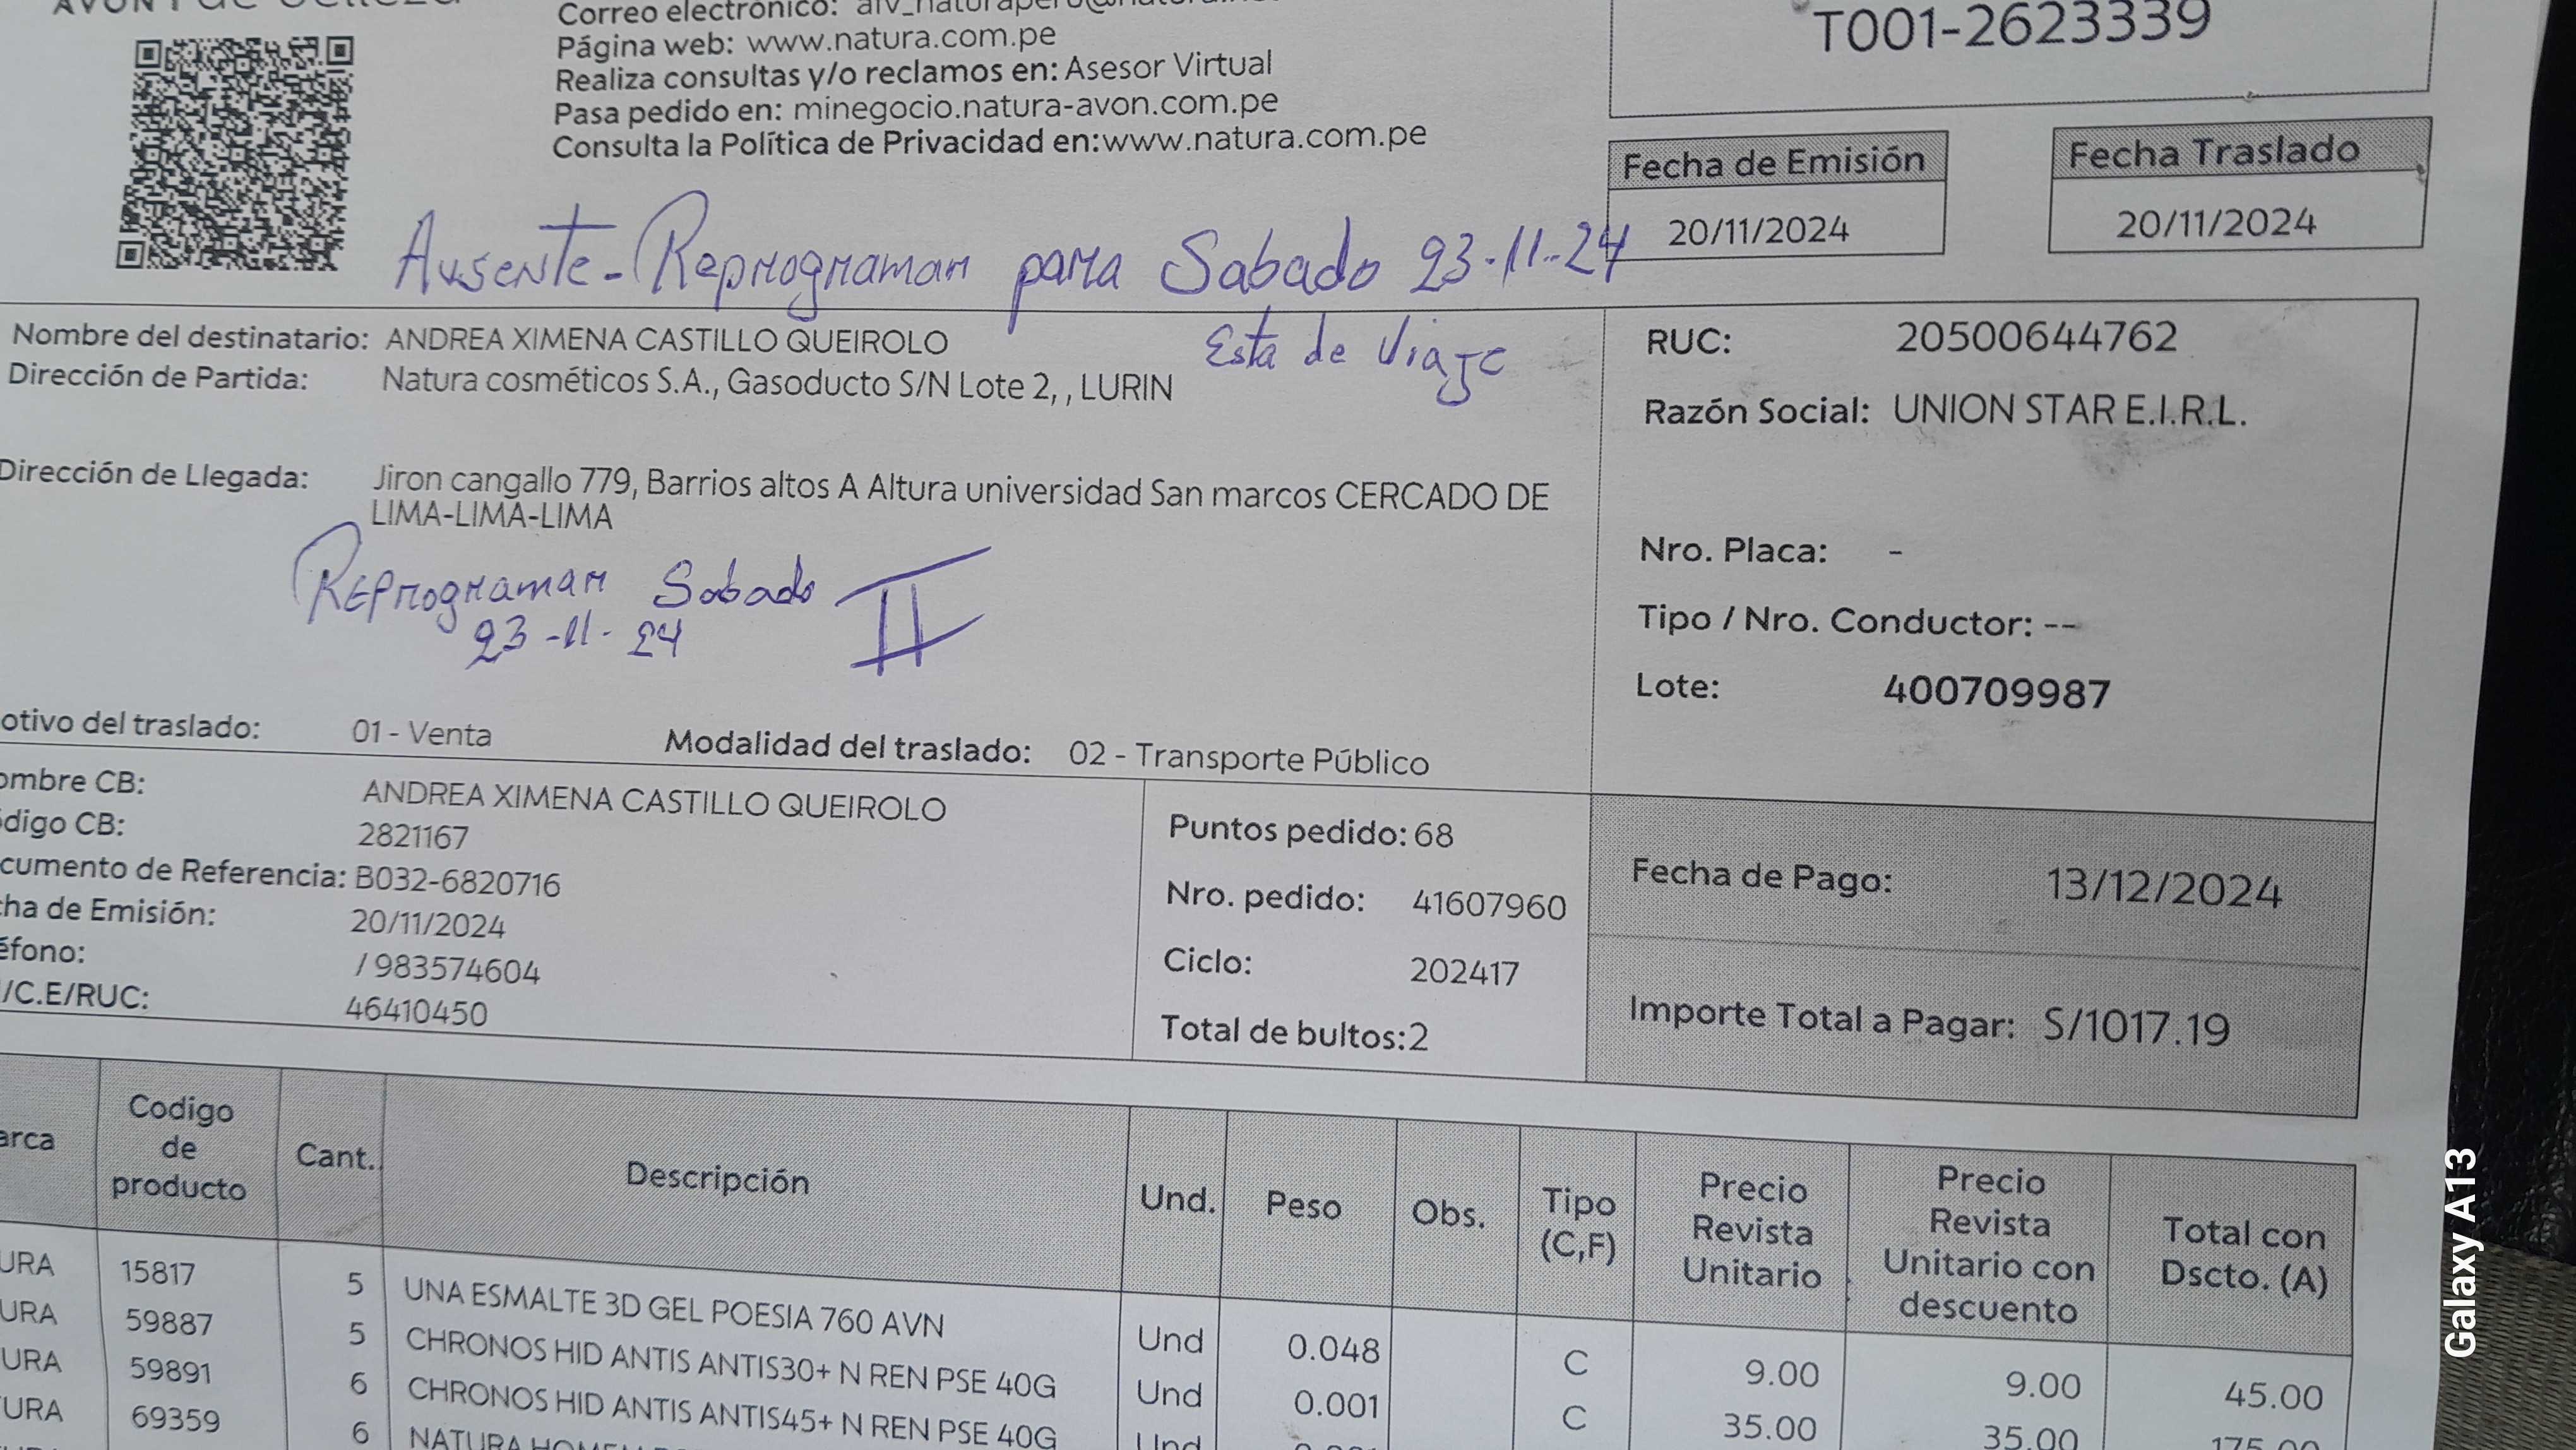 Correo electrónico:
T001-2623339
Página web: www.natura.com.pe
Realiza consultas y/o reclamos en: Asesor Virtual
Pasa pedido en: minegocio.natura-avon.com.pe
Consulta la Política de Privacidad en:www.natura.com.pe
Fecha de Emisión
20/11/2024
Fecha Traslado
20/11/2024
Ausente-Reprogramar para Sabado 23-11-24
Esta de Viaje
Nombre del destinatario: ANDREA XIMENA CASTILLO QUEIROLO
Dirección de Partida: Natura cosméticos S.A., Gasoducto S/N Lote 2, , LURIN
Dirección de Llegada: Jiron cangallo 779, Barrios altos A Altura universidad San marcos CERCADO DE
LIMA-LIMA-LIMA
Reprogramar Sabado II
23-11-24
RUC: 20500644762
Razón Social: UNION STAR E.I.R.L.
Nro. Placa: -
Tipo / Nro. Conductor: --
Lote: 400709987
otivo del traslado: 01 - Venta Modalidad del traslado: 02 - Transporte Público
ombre CB: ANDREA XIMENA CASTILLO QUEIROLO
digo CB: 2821167
cumento de Referencia: B032-6820716
ha de Emisión: 20/11/2024
éfono: / 983574604
/C.E/RUC: 46410450
Puntos pedido: 68
Nro. pedido: 41607960
Ciclo: 202417
Total de bultos:2
Fecha de Pago: 13/12/2024
Importe Total a Pagar: S/1017.19
arca Codigo de producto Cant. Descripción Und. Peso Obs. Tipo (C,F) Precio Revista Unitario Precio Revista Unitario con descuento Total con Dscto. (A)
URA 15817 5 UNA ESMALTE 3D GEL POESIA 760 AVN Und 0.048 C 9.00 9.00 45.00
URA 59887 5 CHRONOS HID ANTIS ANTIS30+ N REN PSE 40G Und 0.001 C 35.00 35.00 175.00
URA 59891 6 CHRONOS HID ANTIS ANTIS45+ N REN PSE 40G Und
URA 69359 6 NATURA
Galaxy A13